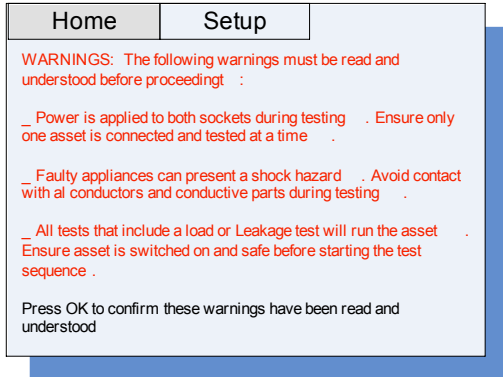 Home Setup
WARNINGS: The following warnings must be read and
understood before proceedingt :
_ Power is applied to both sockets during testing . Ensure only
one asset is connected and tested at a time .
_ Faulty appliances can present a shock hazard . Avoid contact
with al conductors and conductive parts during testing .
_ All tests that include a load or Leakage test will run the asset .
Ensure asset is switched on and safe before starting the test
sequence .
Press OK to confirm these warnings have been read and
understood